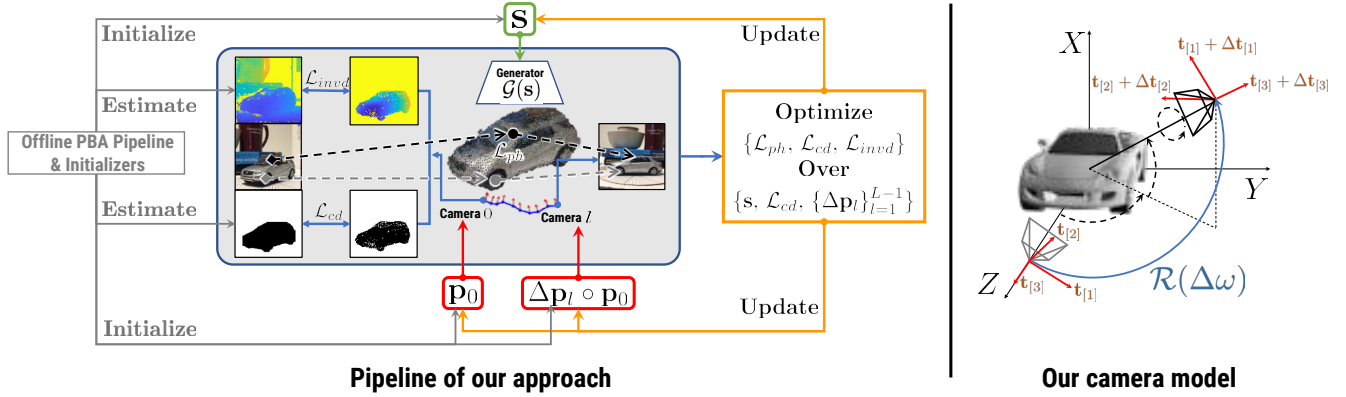 s
Initialize
Update
Generator
𝒢(s)
ℒ_invd
Estimate
Offline PBA Pipeline
& Initializers
ℒ_ph
Optimize
{ℒ_ph, ℒ_cd, ℒ_invd}
Over
{s, ℒ_cd, {Δp_l}_{l=1}^{L-1}}
Estimate
ℒ_cd
Camera 0
Camera l
p_0
Δp_l ∘ p_0
Update
Initialize
Pipeline of our approach
X
t_[1] + Δt_[1]
t_[2] + Δt_[2]
t_[3] + Δt_[3]
Y
t_[2]
Z
t_[3]
t_[1]
ℛ(Δω)
Our camera model